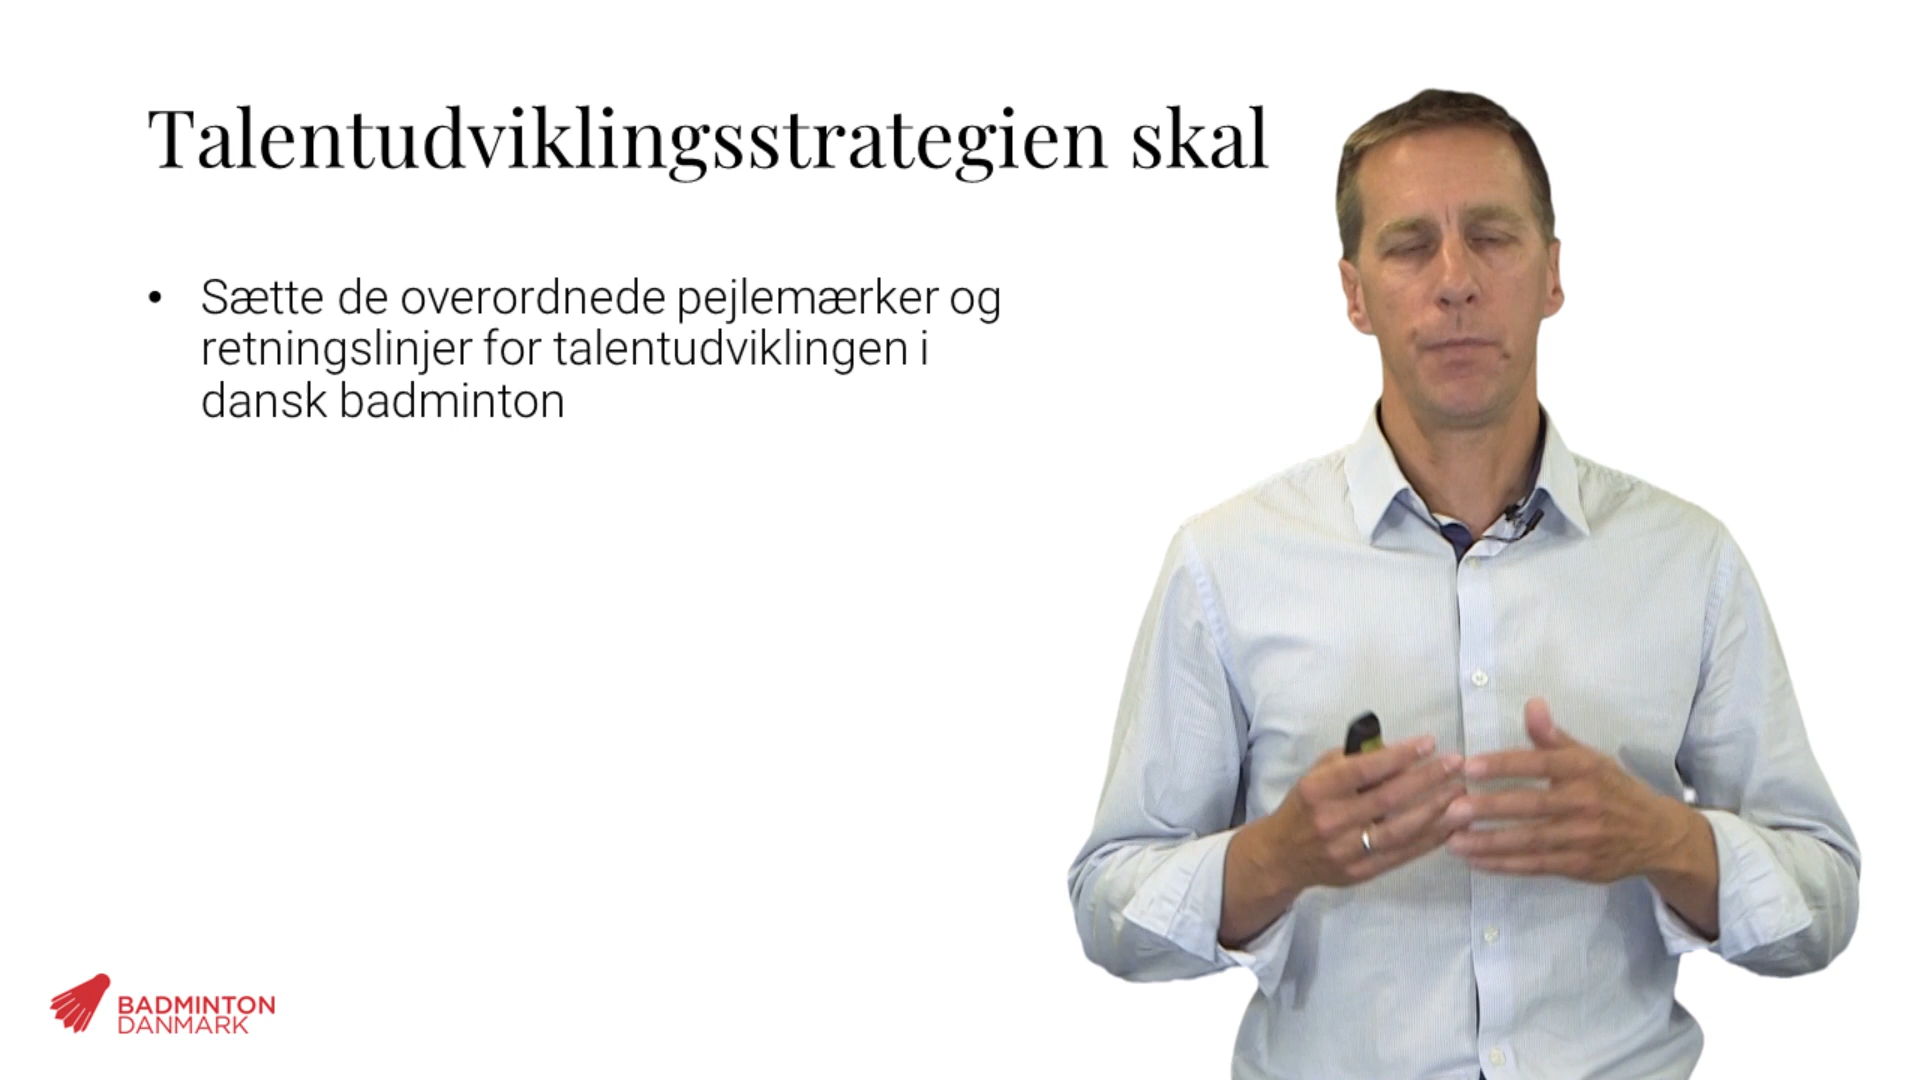 Talentudviklingsstrategien skal
• Sætte de overordnede pejlemærker og
retningslinjer for talentudviklingen i
dansk badminton
BADMINTON
DANMARK